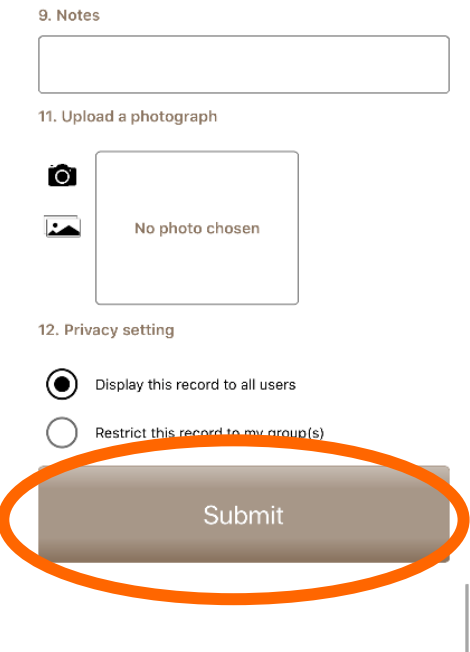 9. Notes
11. Upload a photograph
No photo chosen
12. Privacy setting
Display this record to all users
Restrict this record to my group(s)
Submit